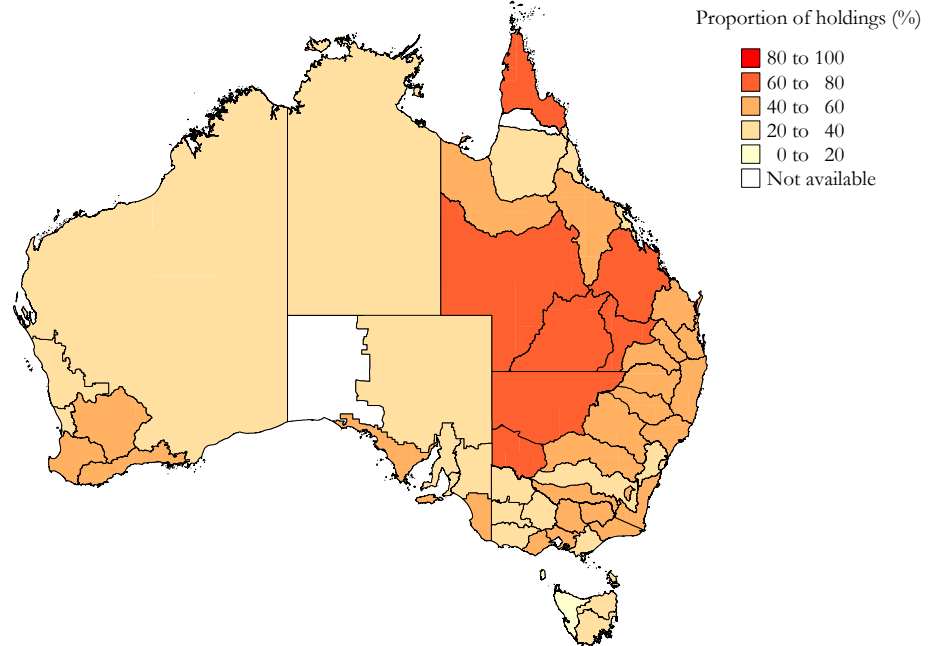 Proportion of holdings (%)
80 to 100
60 to 80
40 to 60
20 to 40
0 to 20
Not available